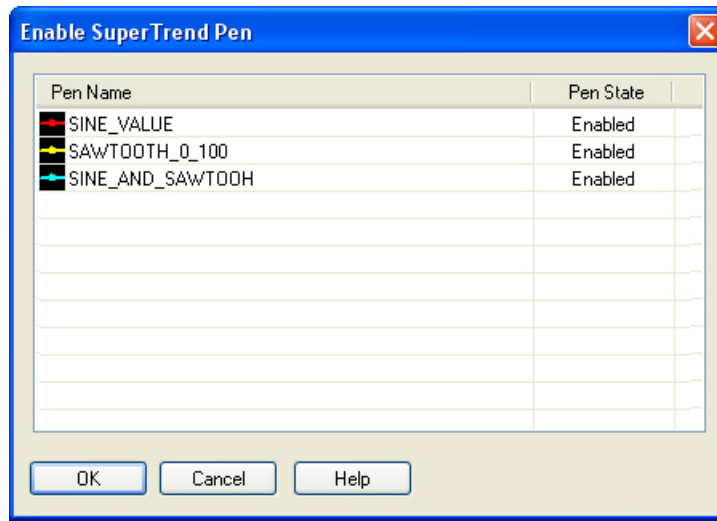 Enable SuperTrend Pen
Pen Name Pen State
SINE_VALUE Enabled
SAWTOOTH_0_100 Enabled
SINE_AND_SAWTOOH Enabled
OK Cancel Help